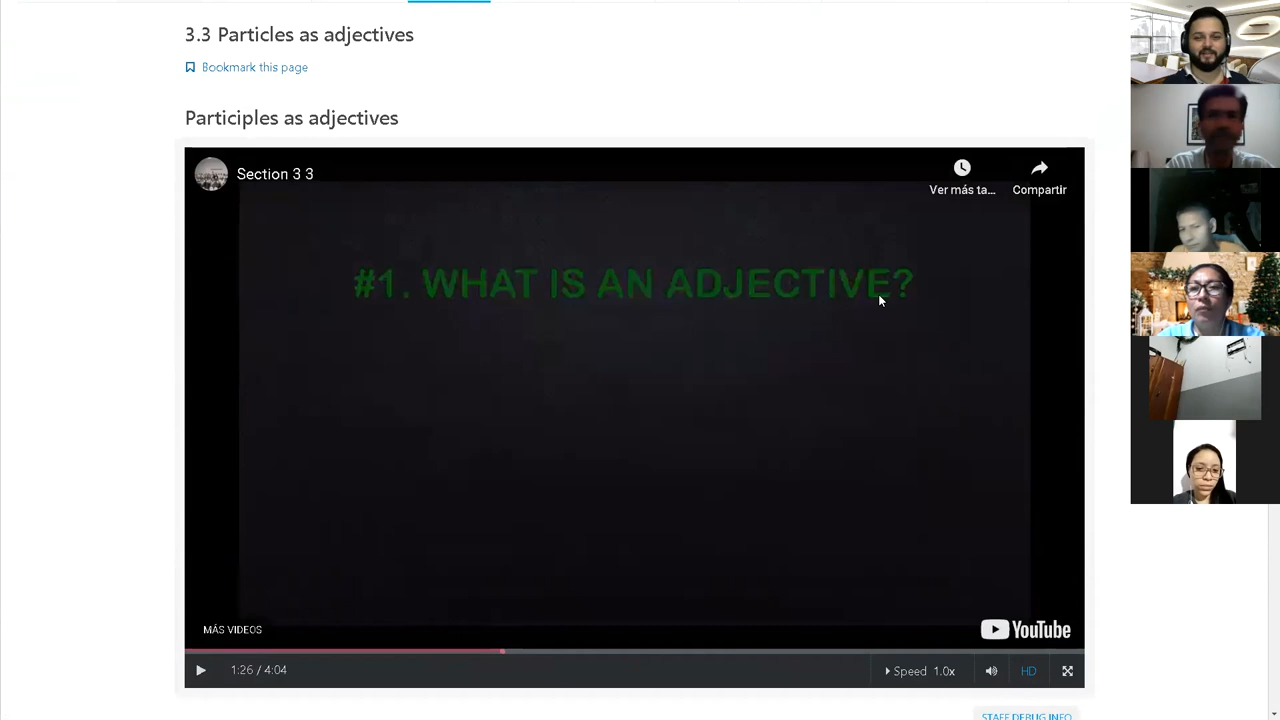 3.3 Particles as adjectives
Bookmark this page
Participles as adjectives
Section 3 3
Ver más ta...
Compartir
#1. WHAT IS AN ADJECTIVE?
MÁS VIDEOS
YouTube
1:26 / 4:04
Speed 1.0x
HD
STAFF DEBUG INFO